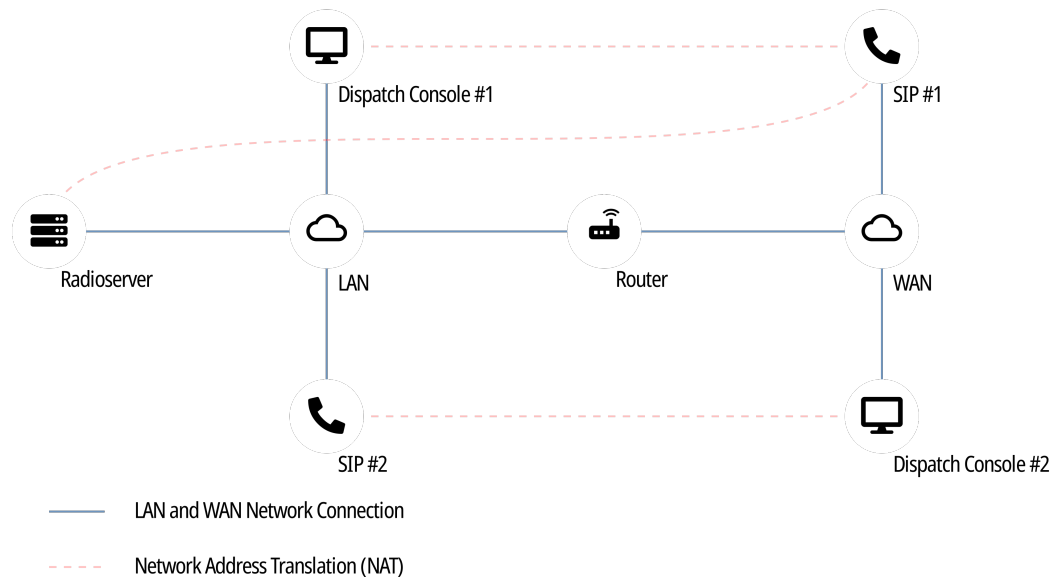 Dispatch Console #1
SIP #1
Radioserver
LAN
Router
WAN
SIP #2
Dispatch Console #2
LAN and WAN Network Connection
Network Address Translation (NAT)